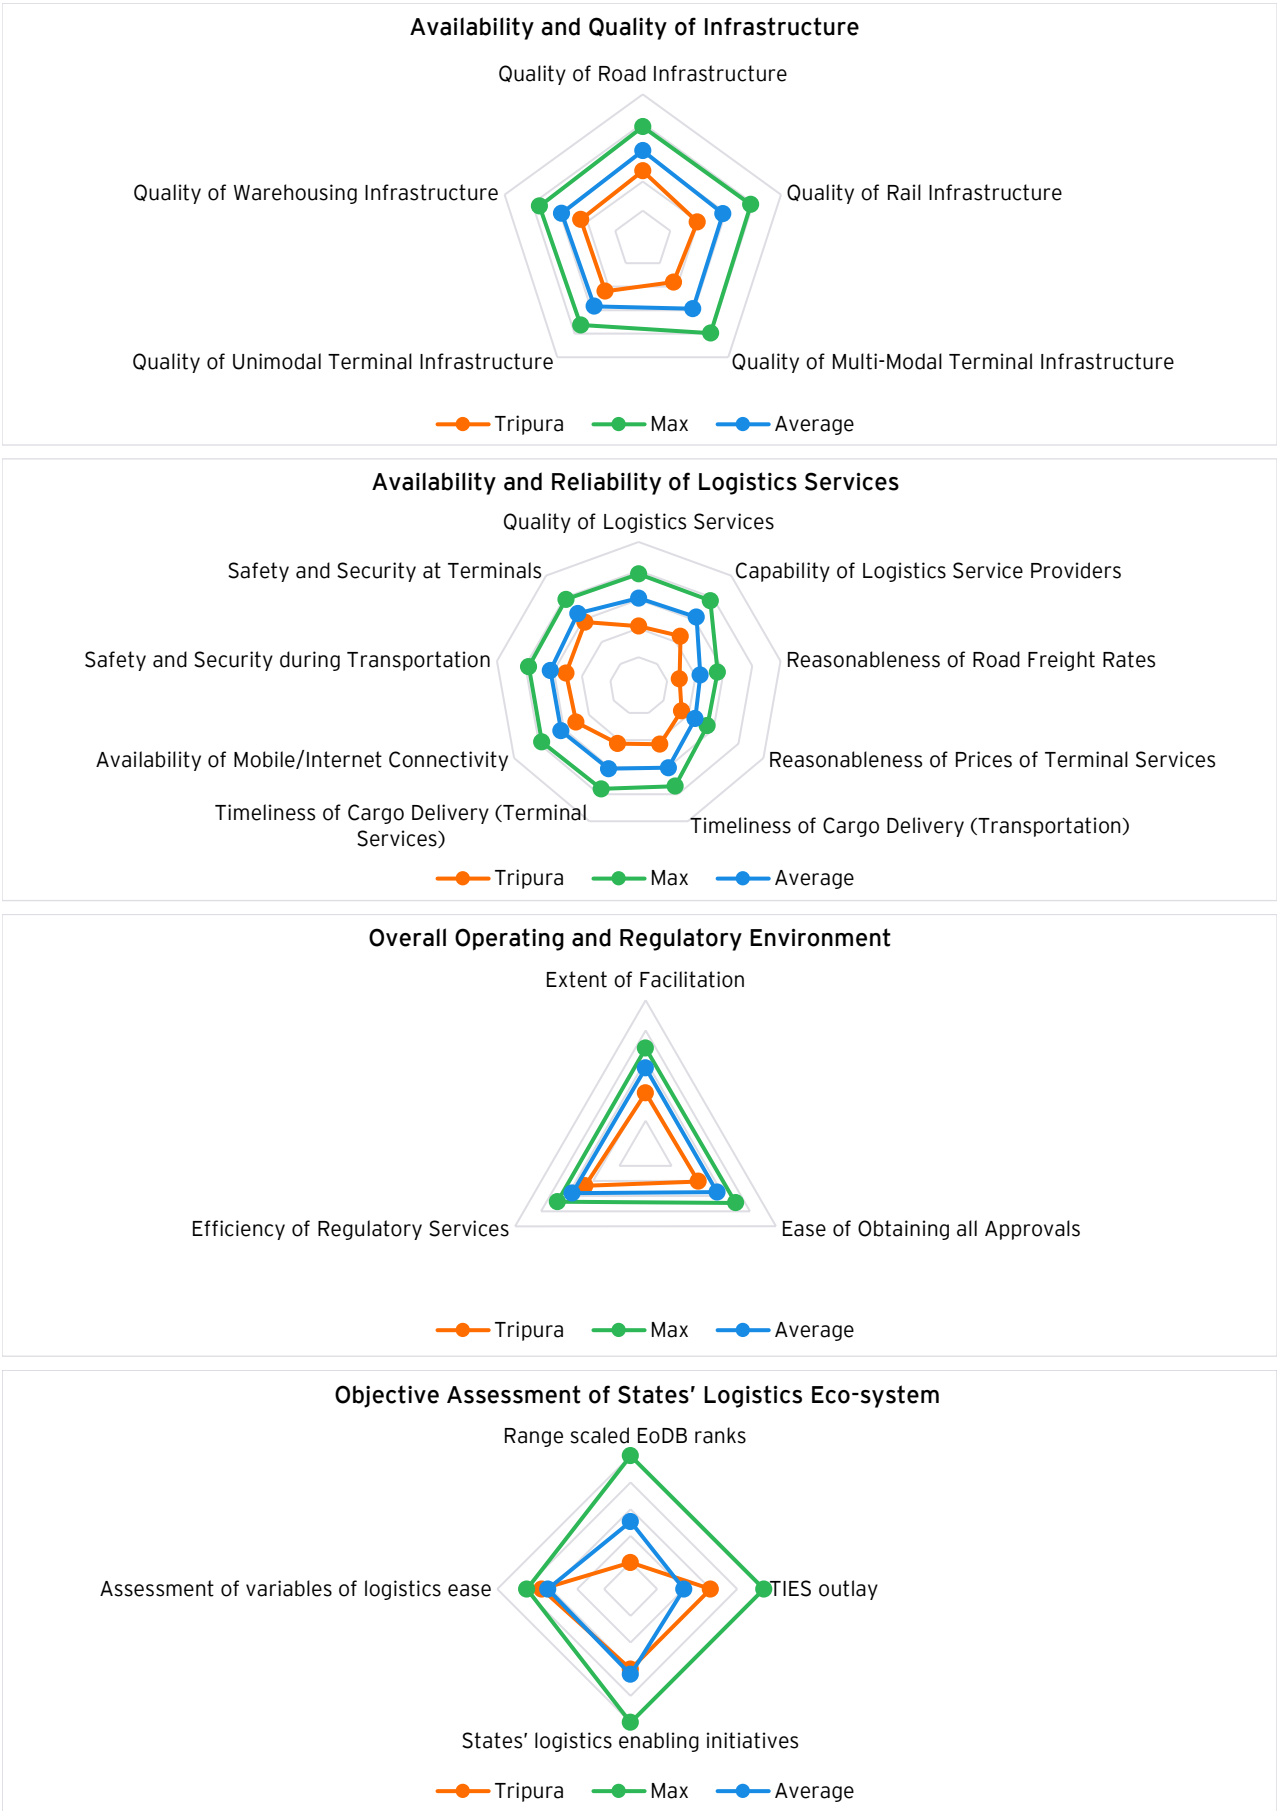 Availability and Quality of Infrastructure
Quality of Road Infrastructure
Quality of Warehousing Infrastructure
Quality of Rail Infrastructure
Quality of Unimodal Terminal Infrastructure
Quality of Multi-Modal Terminal Infrastructure
Tripura Max Average
Availability and Reliability of Logistics Services
Quality of Logistics Services
Safety and Security at Terminals
Capability of Logistics Service Providers
Safety and Security during Transportation
Reasonableness of Road Freight Rates
Availability of Mobile/Internet Connectivity
Reasonableness of Prices of Terminal Services
Timeliness of Cargo Delivery (Terminal
Services)
Timeliness of Cargo Delivery (Transportation)
Tripura Max Average
Overall Operating and Regulatory Environment
Extent of Facilitation
Efficiency of Regulatory Services
Ease of Obtaining all Approvals
Tripura Max Average
Objective Assessment of States’ Logistics Eco-system
Range scaled EoDB ranks
Assessment of variables of logistics ease
TIES outlay
States’ logistics enabling initiatives
Tripura Max Average